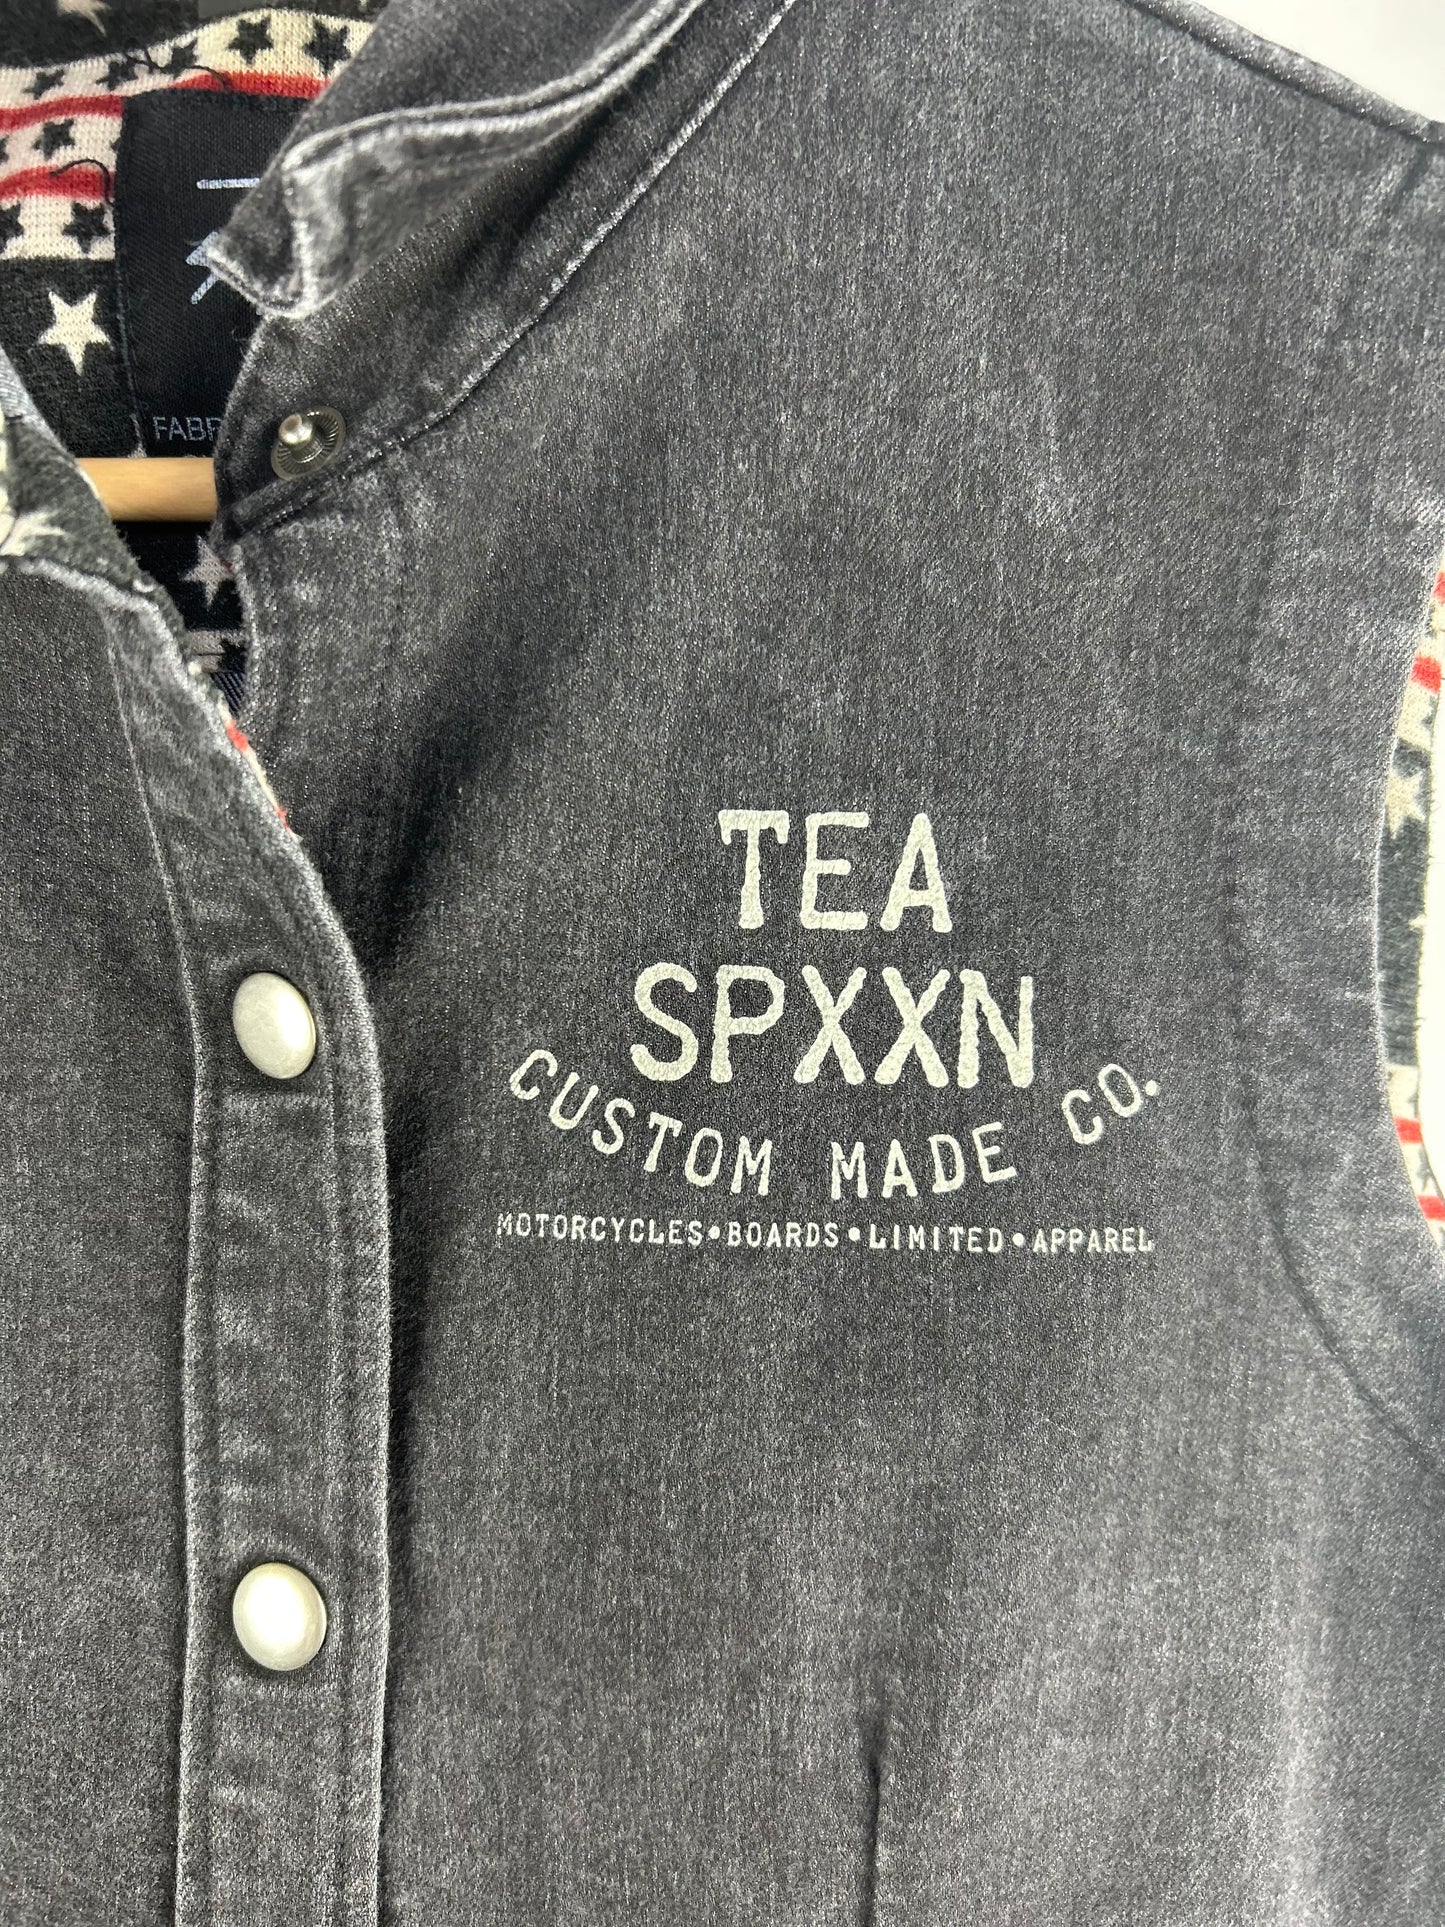 TEA
SPXXN
CUSTOM MADE CO.
MOTORCYCLES•BOARDS•LIMITED•APPAREL